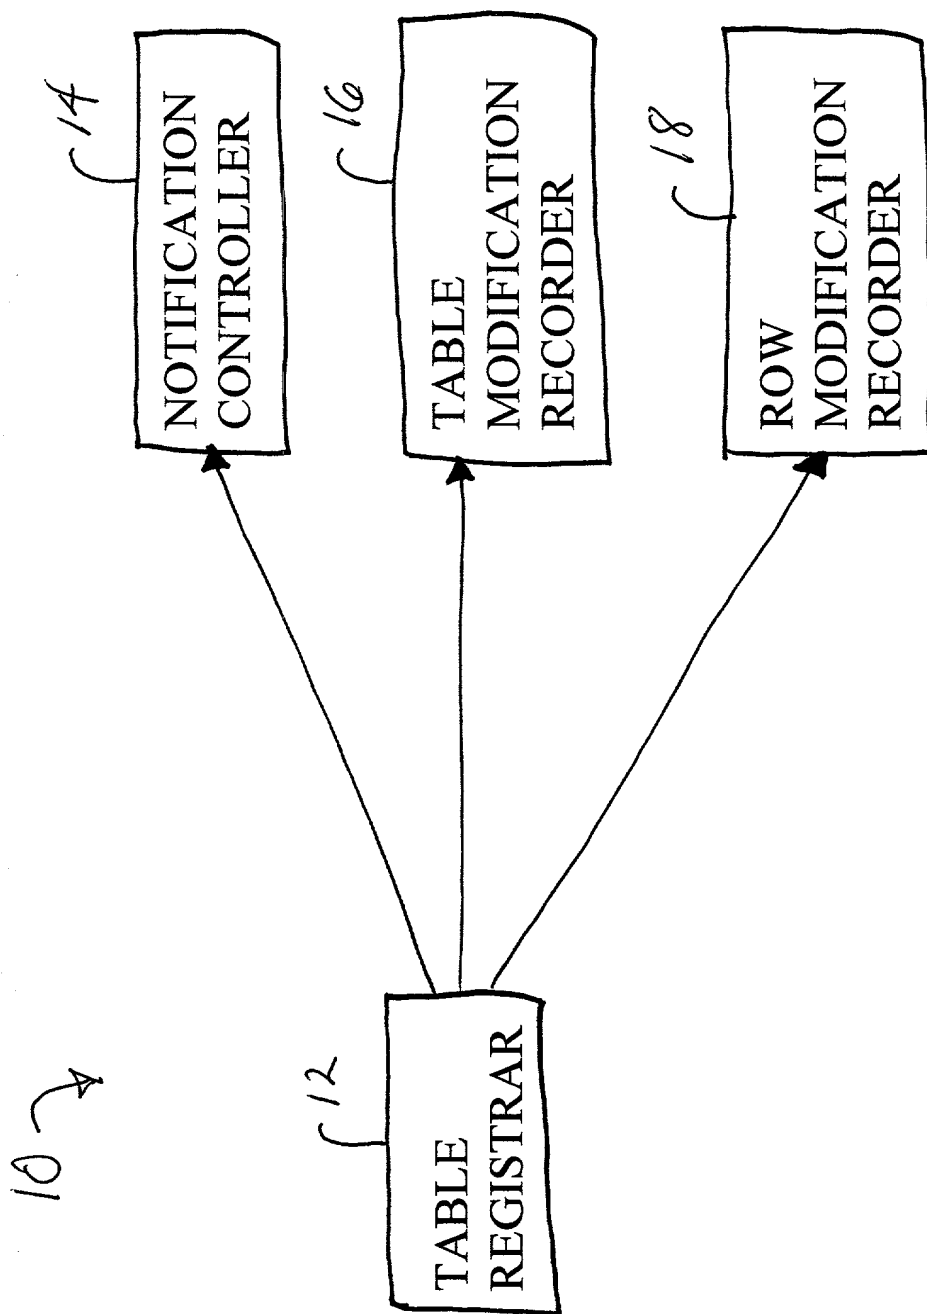 10
12
TABLE
REGISTRAR
14
NOTIFICATION
CONTROLLER
16
TABLE
MODIFICATION
RECORDER
18
ROW
MODIFICATION
RECORDER